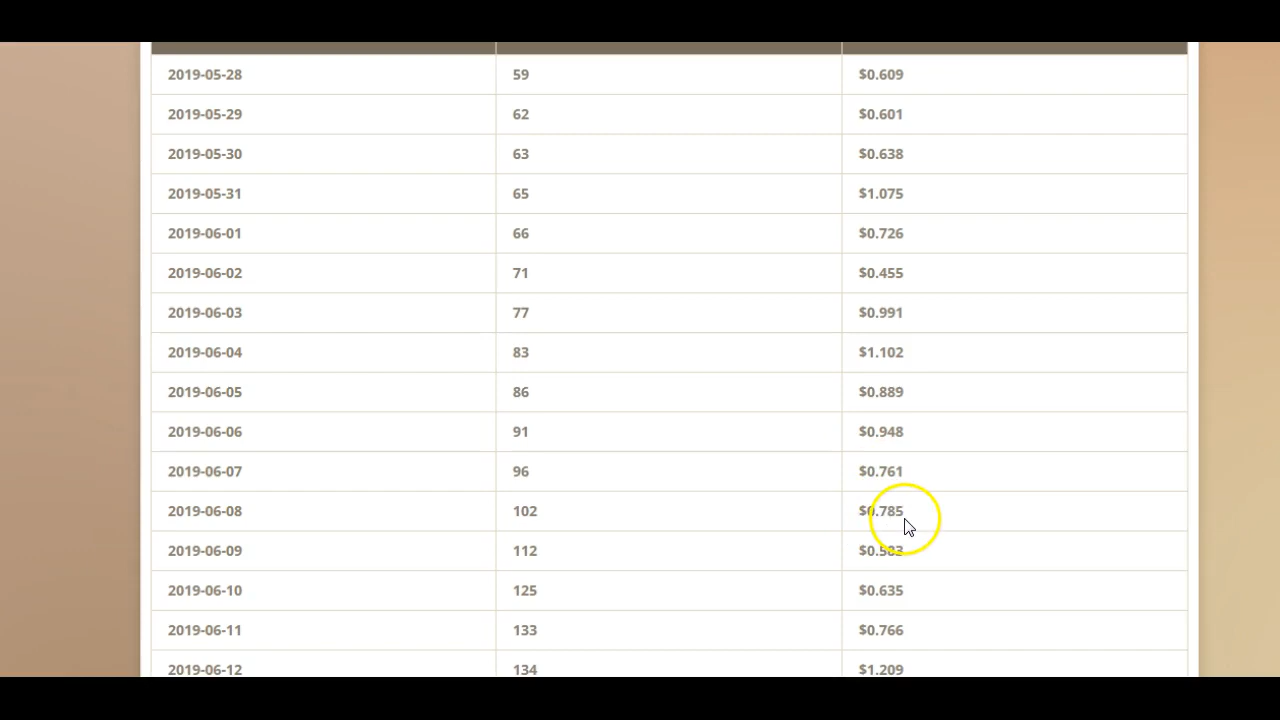 2019-05-28 59 $0.609
2019-05-29 62 $0.601
2019-05-30 63 $0.638
2019-05-31 65 $1.075
2019-06-01 66 $0.726
2019-06-02 71 $0.455
2019-06-03 77 $0.991
2019-06-04 83 $1.102
2019-06-05 86 $0.889
2019-06-06 91 $0.948
2019-06-07 96 $0.761
2019-06-08 102 $0.785
2019-06-09 112
2019-06-10 125 $0.635
2019-06-11 133 $0.766
2019-06-12 134 $1.209